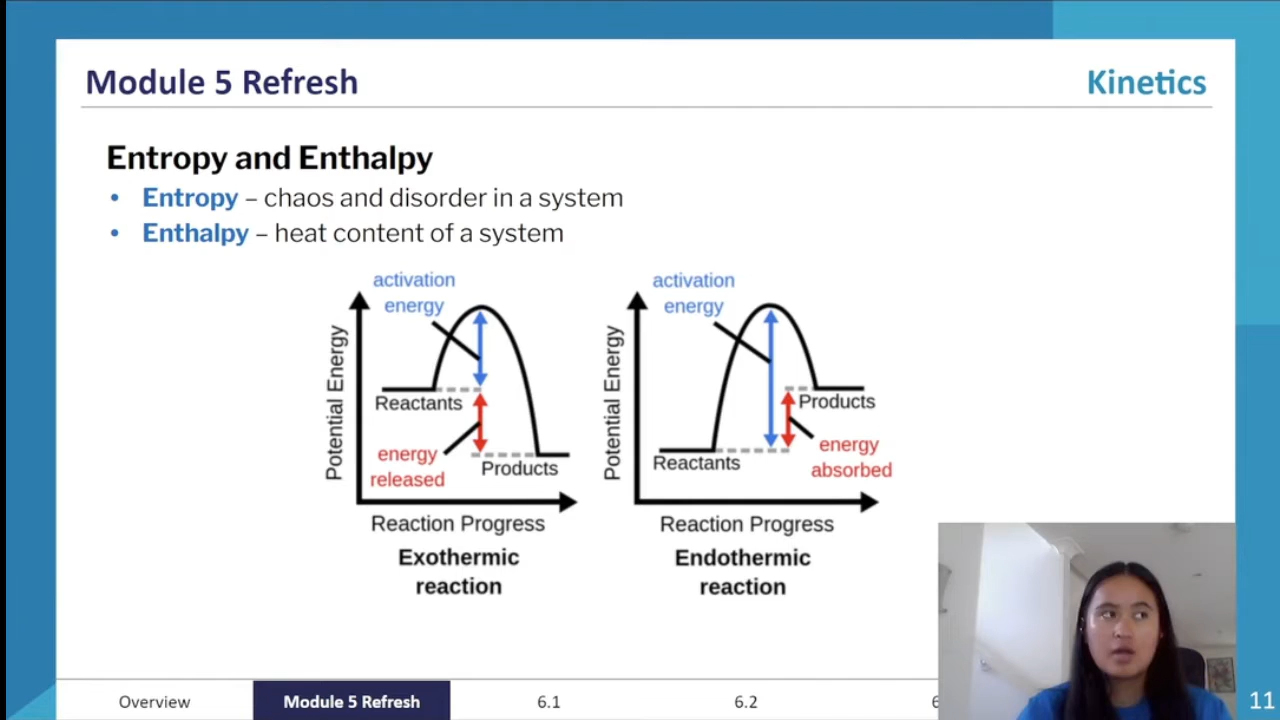 Module 5 Refresh
Kinetics
Entropy and Enthalpy
• Entropy – chaos and disorder in a system
• Enthalpy – heat content of a system
activation
energy
Potential Energy
Reactants
energy
released
Products
Reaction Progress
Exothermic
reaction
activation
energy
Potential Energy
Products
Reactants
energy
absorbed
Reaction Progress
Endothermic
reaction
Overview
Module 5 Refresh
6.1
6.2
11